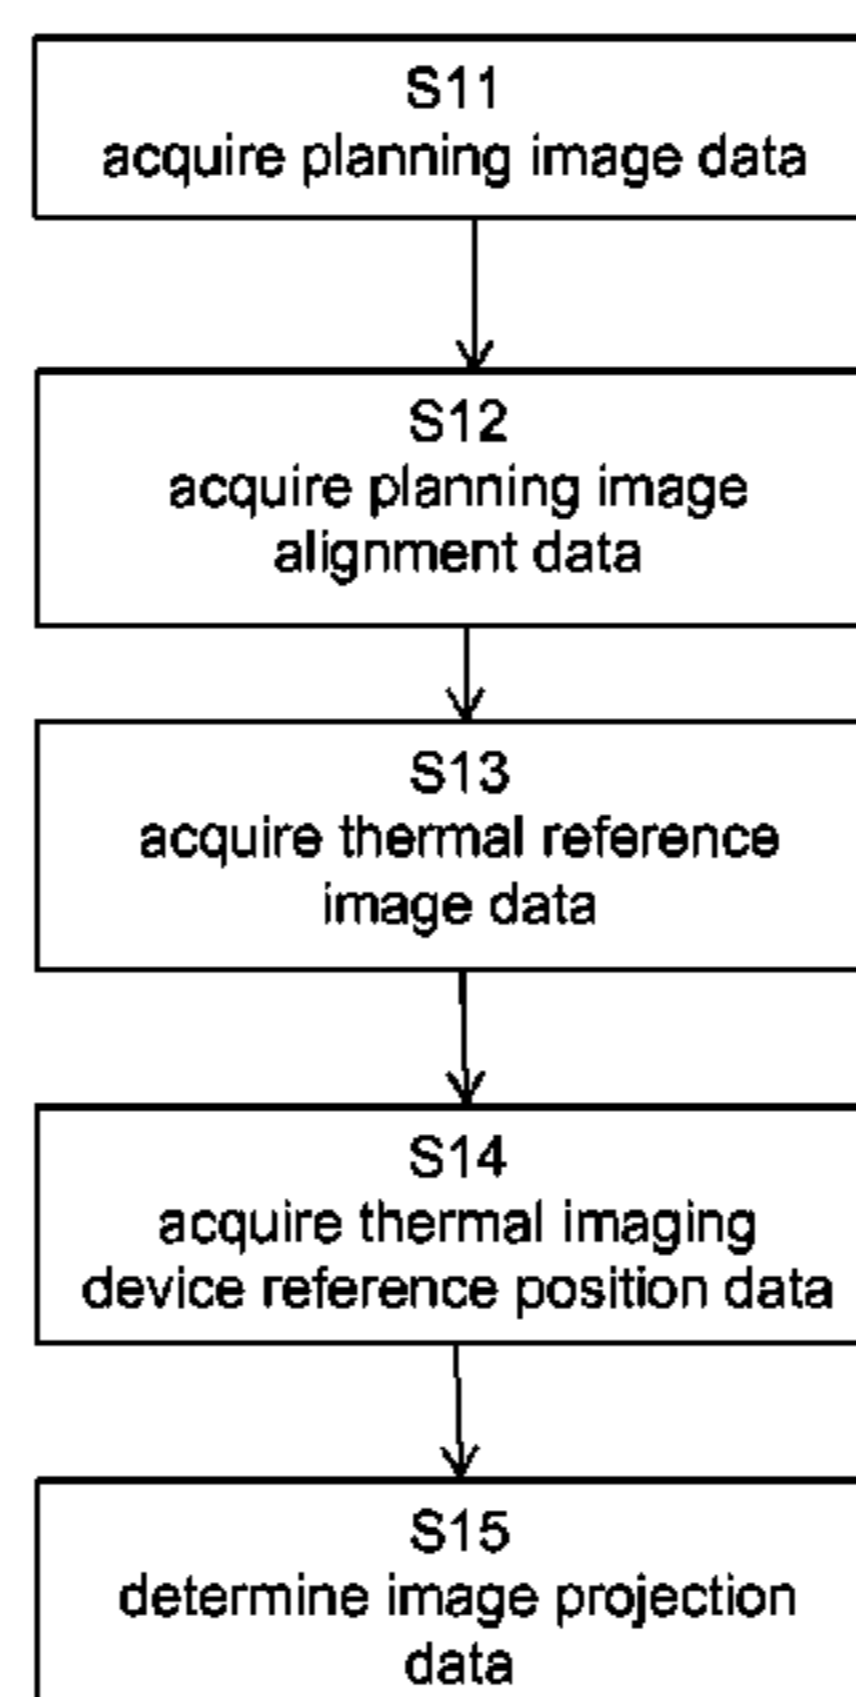 S11
acquire planning image data
S12
acquire planning image
alignment data
S13
acquire thermal reference
image data
S14
acquire thermal imaging
device reference position data
S15
determine image projection
data